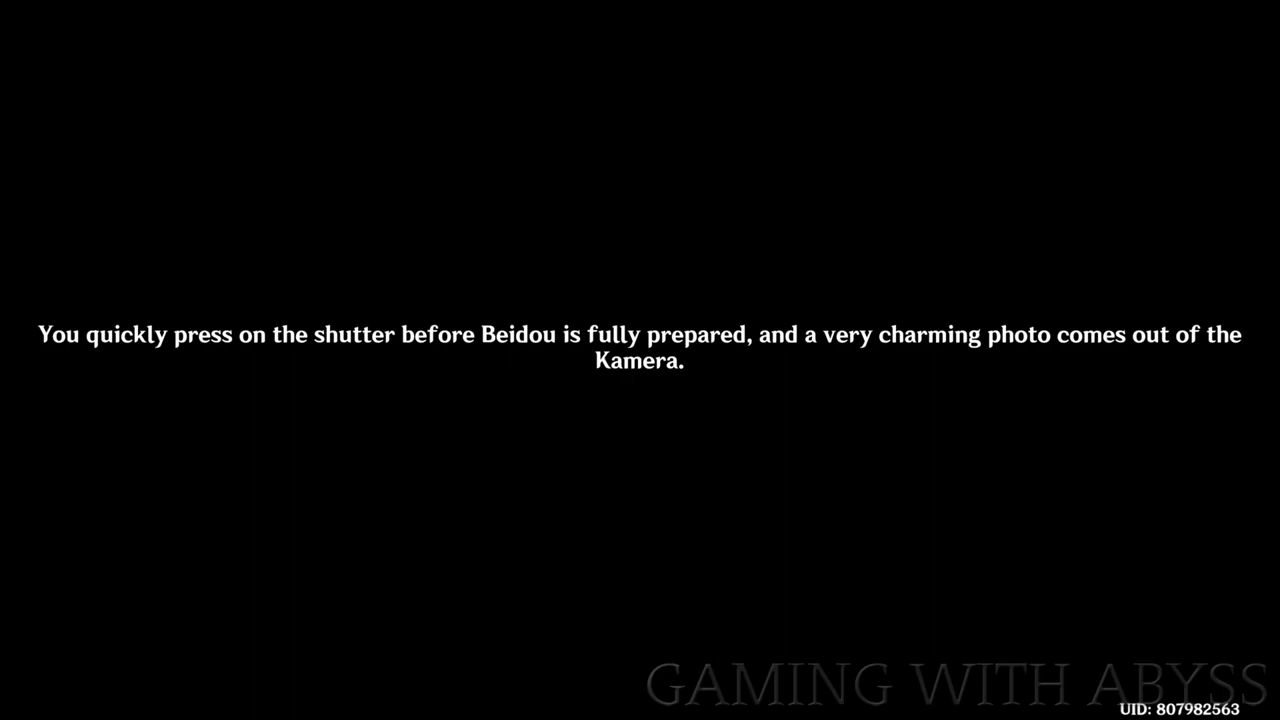 You quickly press on the shutter before Beidou is fully prepared, and a very charming photo comes out of the
Kamera.
GAMING WITH ABYSS
UID: 807982563